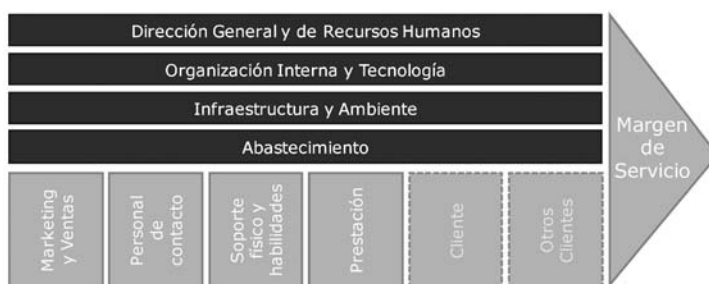 Dirección General y de Recursos Humanos
Organización Interna y Tecnología
Infraestructura y Ambiente
Abastecimiento
Marketing
y Ventas
Personal
de
contacto
Soporte
físico y
habilidades
Prestación
Cliente
Otros
Clientes
Margen
de
Servicio